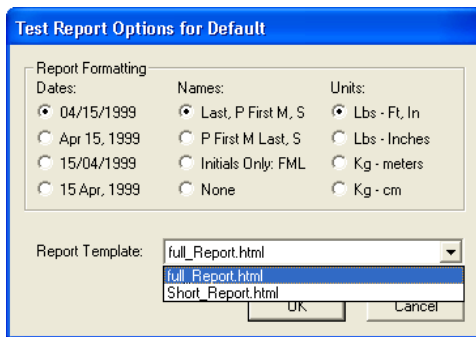 Test Report Options for Default
Report Formatting
Dates: Names: Units:
04/15/1999 Last, P First M, S Lbs - Ft, In
Apr 15, 1999 P First M Last, S Lbs - Inches
15/04/1999 Initials Only: FML Kg - meters
15 Apr, 1999 None Kg - cm
Report Template: full_Report.html
full_Report.html
Short_Report.html
OK Cancel